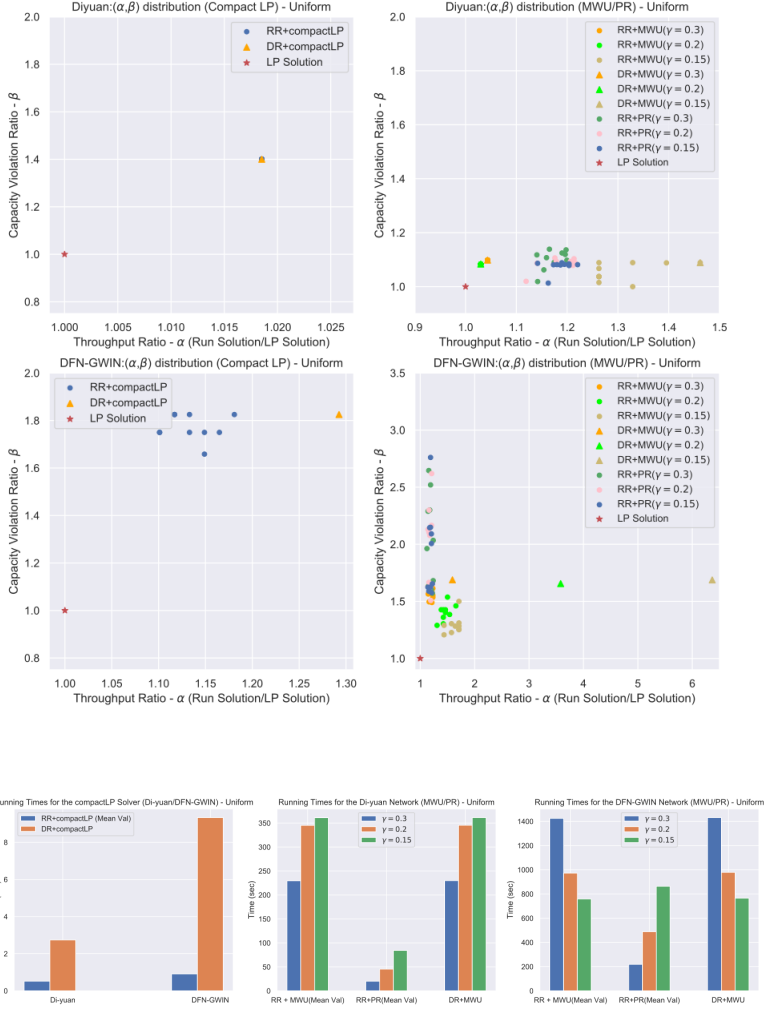 Diyuan:(α,β) distribution (Compact LP) - Uniform
2.0
1.8
1.6
1.4
1.2
1.0
0.8
Capacity Violation Ratio - β
RR+compactLP
DR+compactLP
LP Solution
1.000
1.005
1.010
1.015
1.020
1.025
Throughput Ratio - α (Run Solution/LP Solution)
Diyuan:(α,β) distribution (MWU/PR) - Uniform
2.0
1.8
1.6
1.4
1.2
1.0
Capacity Violation Ratio - β
RR+MWU(γ = 0.3)
RR+MWU(γ = 0.2)
RR+MWU(γ = 0.15)
DR+MWU(γ = 0.3)
DR+MWU(γ = 0.2)
DR+MWU(γ = 0.15)
RR+PR(γ = 0.3)
RR+PR(γ = 0.2)
RR+PR(γ = 0.15)
LP Solution
0.9
1.0
1.1
1.2
1.3
1.4
1.5
Throughput Ratio - α (Run Solution/LP Solution)
DFN-GWIN:(α,β) distribution (Compact LP) - Uniform
2.0
1.8
1.6
1.4
1.2
1.0
0.8
Capacity Violation Ratio - β
RR+compactLP
DR+compactLP
LP Solution
1.00
1.05
1.10
1.15
1.20
1.25
1.30
Throughput Ratio - α (Run Solution/LP Solution)
DFN-GWIN:(α,β) distribution (MWU/PR) - Uniform
3.5
3.0
2.5
2.0
1.5
1.0
Capacity Violation Ratio - β
RR+MWU(γ = 0.3)
RR+MWU(γ = 0.2)
RR+MWU(γ = 0.15)
DR+MWU(γ = 0.3)
DR+MWU(γ = 0.2)
DR+MWU(γ = 0.15)
RR+PR(γ = 0.3)
RR+PR(γ = 0.2)
RR+PR(γ = 0.15)
LP Solution
1
2
3
4
5
6
Throughput Ratio - α (Run Solution/LP Solution)
unning Times for the compactLP Solver (Di-yuan/DFN-GWIN) - Uniform
RR+compactLP (Mean Val)
DR+compactLP
8
6
4
2
0
Di-yuan
DFN-GWIN
Running Times for the Di-yuan Network (MWU/PR) - Uniform
γ = 0.3
γ = 0.2
γ = 0.15
350
300
250
200
150
100
50
0
Time (sec)
RR + MWU(Mean Val)
RR+PR(Mean Val)
DR+MWU
Running Times for the DFN-GWIN Network (MWU/PR) - Uniform
γ = 0.3
γ = 0.2
γ = 0.15
1400
1200
1000
800
600
400
200
0
Time (sec)
RR + MWU(Mean Val)
RR+PR(Mean Val)
DR+MWU